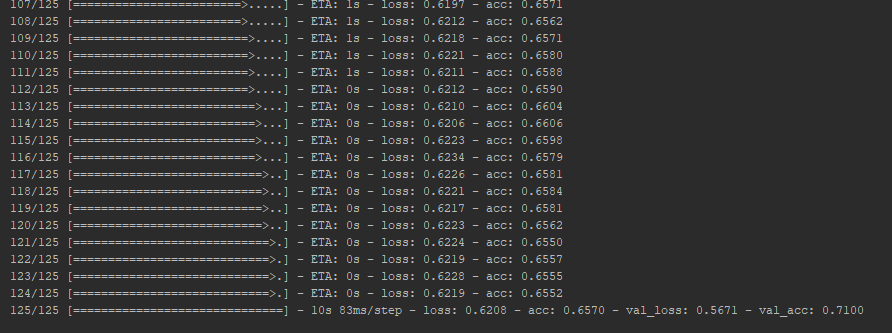 107/125 [========================>.....] - ETA: 1s - loss: 0.6197 - acc: 0.6571
108/125 [========================>.....] - ETA: 1s - loss: 0.6212 - acc: 0.6562
109/125 [=========================>....] - ETA: 1s - loss: 0.6218 - acc: 0.6571
110/125 [=========================>....] - ETA: 1s - loss: 0.6221 - acc: 0.6580
111/125 [=========================>....] - ETA: 1s - loss: 0.6211 - acc: 0.6588
112/125 [=========================>....] - ETA: 0s - loss: 0.6212 - acc: 0.6590
113/125 [==========================>...] - ETA: 0s - loss: 0.6210 - acc: 0.6604
114/125 [==========================>...] - ETA: 0s - loss: 0.6206 - acc: 0.6606
115/125 [==========================>...] - ETA: 0s - loss: 0.6223 - acc: 0.6598
116/125 [==========================>...] - ETA: 0s - loss: 0.6234 - acc: 0.6579
117/125 [===========================>..] - ETA: 0s - loss: 0.6226 - acc: 0.6581
118/125 [===========================>..] - ETA: 0s - loss: 0.6221 - acc: 0.6584
119/125 [===========================>..] - ETA: 0s - loss: 0.6217 - acc: 0.6581
120/125 [===========================>..] - ETA: 0s - loss: 0.6223 - acc: 0.6562
121/125 [============================>.] - ETA: 0s - loss: 0.6224 - acc: 0.6550
122/125 [============================>.] - ETA: 0s - loss: 0.6219 - acc: 0.6557
123/125 [============================>.] - ETA: 0s - loss: 0.6228 - acc: 0.6555
124/125 [============================>.] - ETA: 0s - loss: 0.6219 - acc: 0.6552
125/125 [==============================] - 10s 83ms/step - loss: 0.6208 - acc: 0.6570 - val_loss: 0.5671 - val_acc: 0.7100